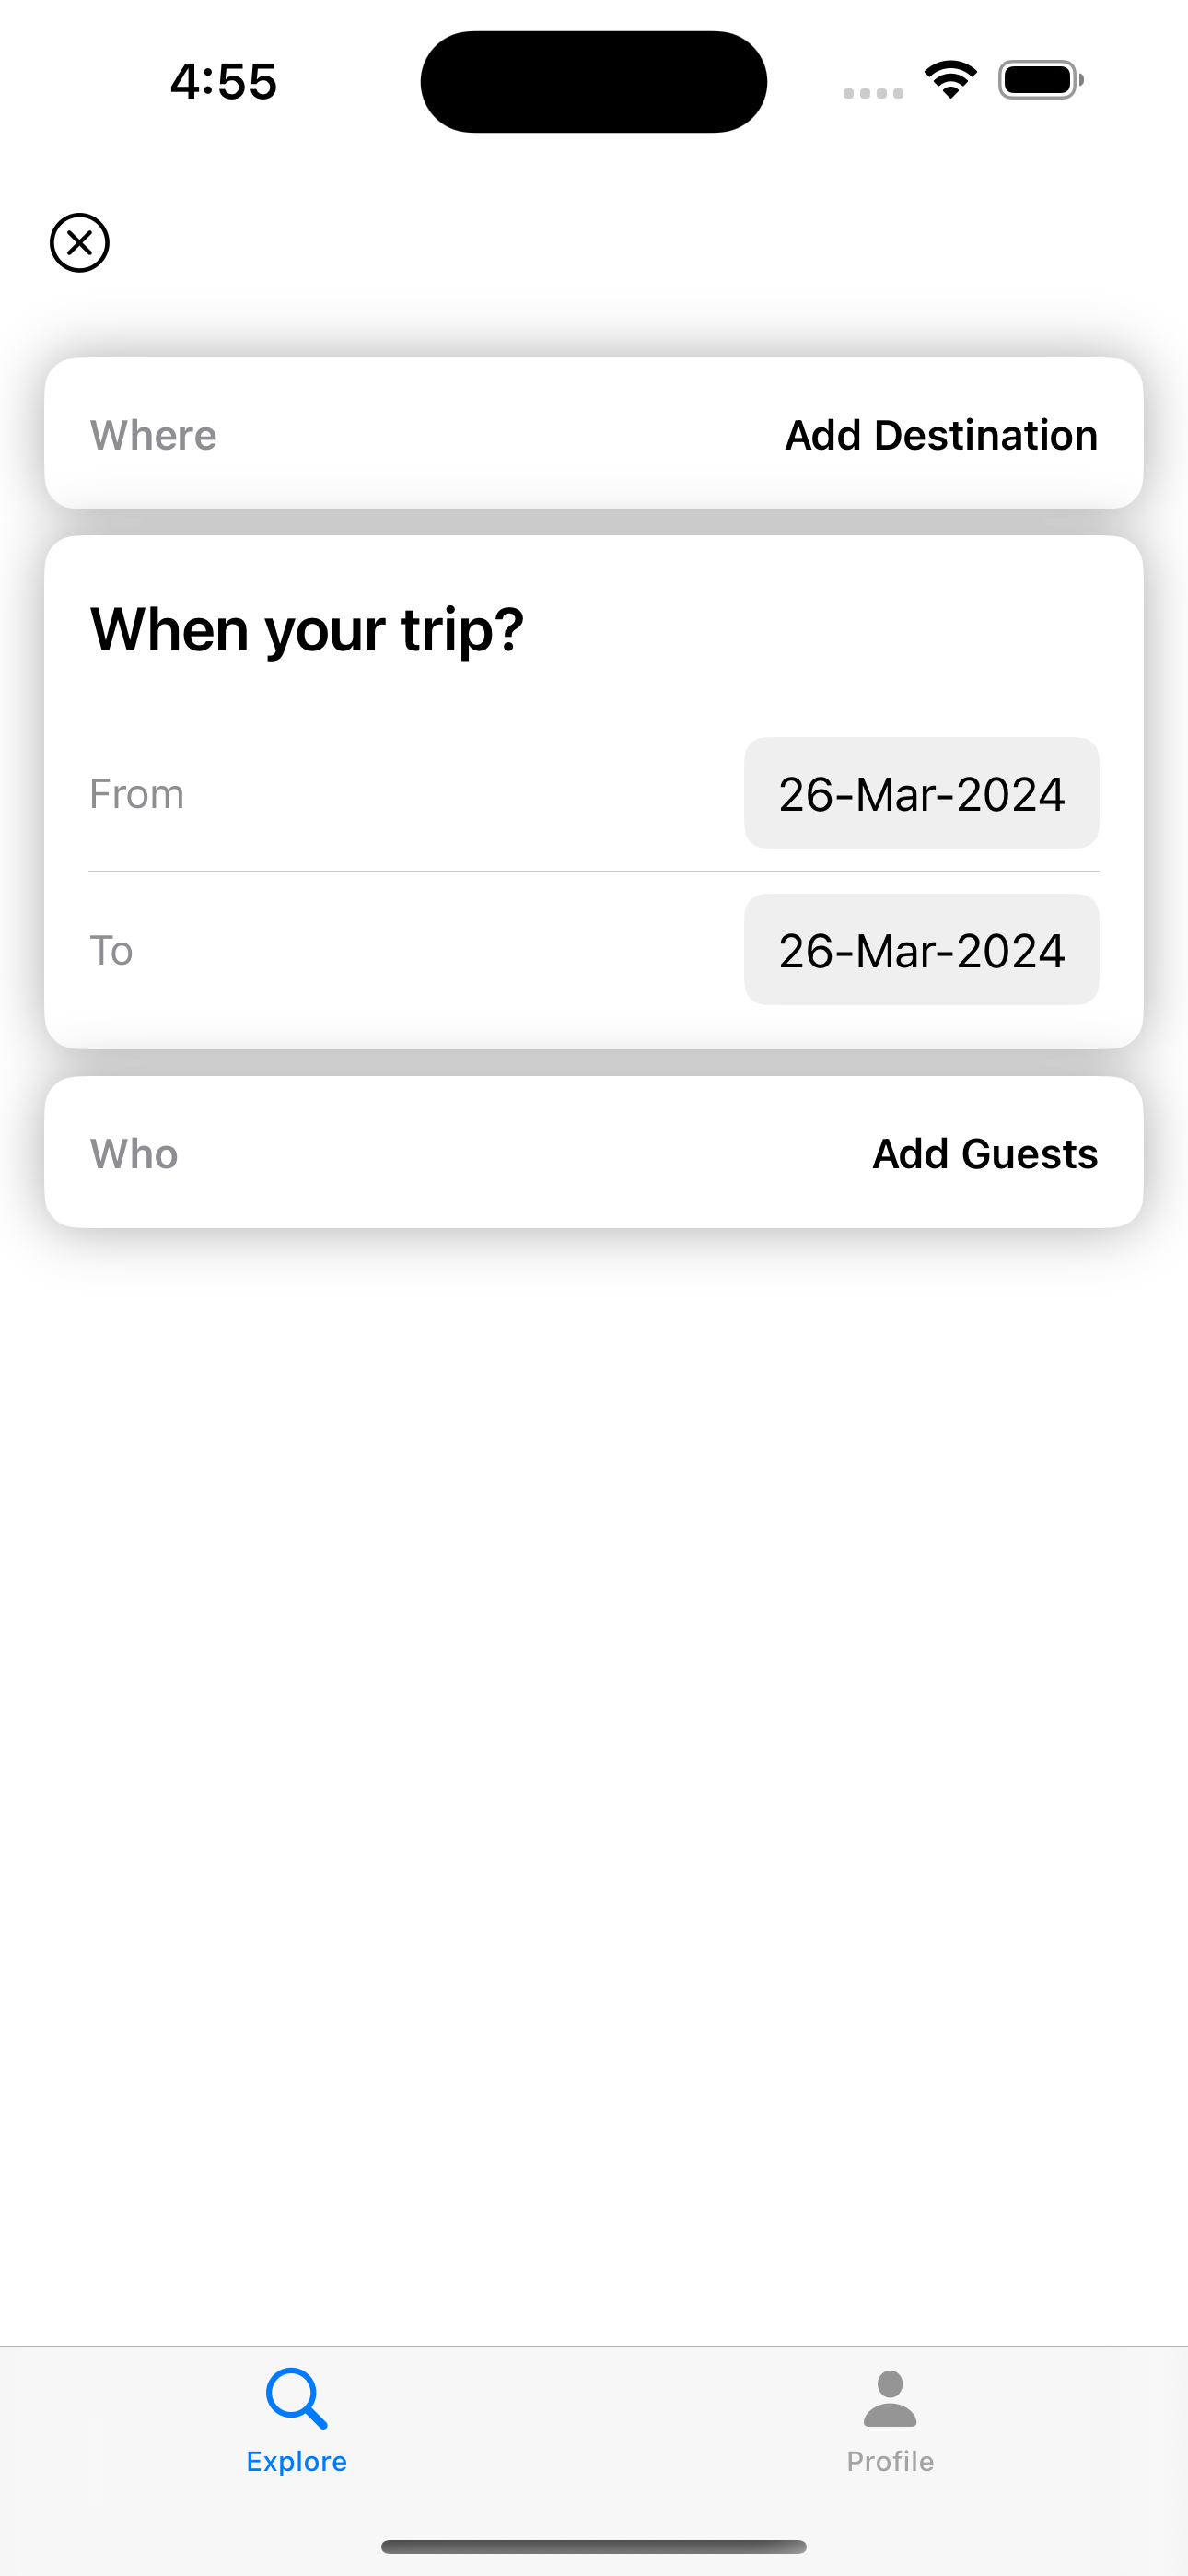 4:55
Where Add Destination
When your trip?
From 26-Mar-2024
To 26-Mar-2024
Who Add Guests
Explore Profile